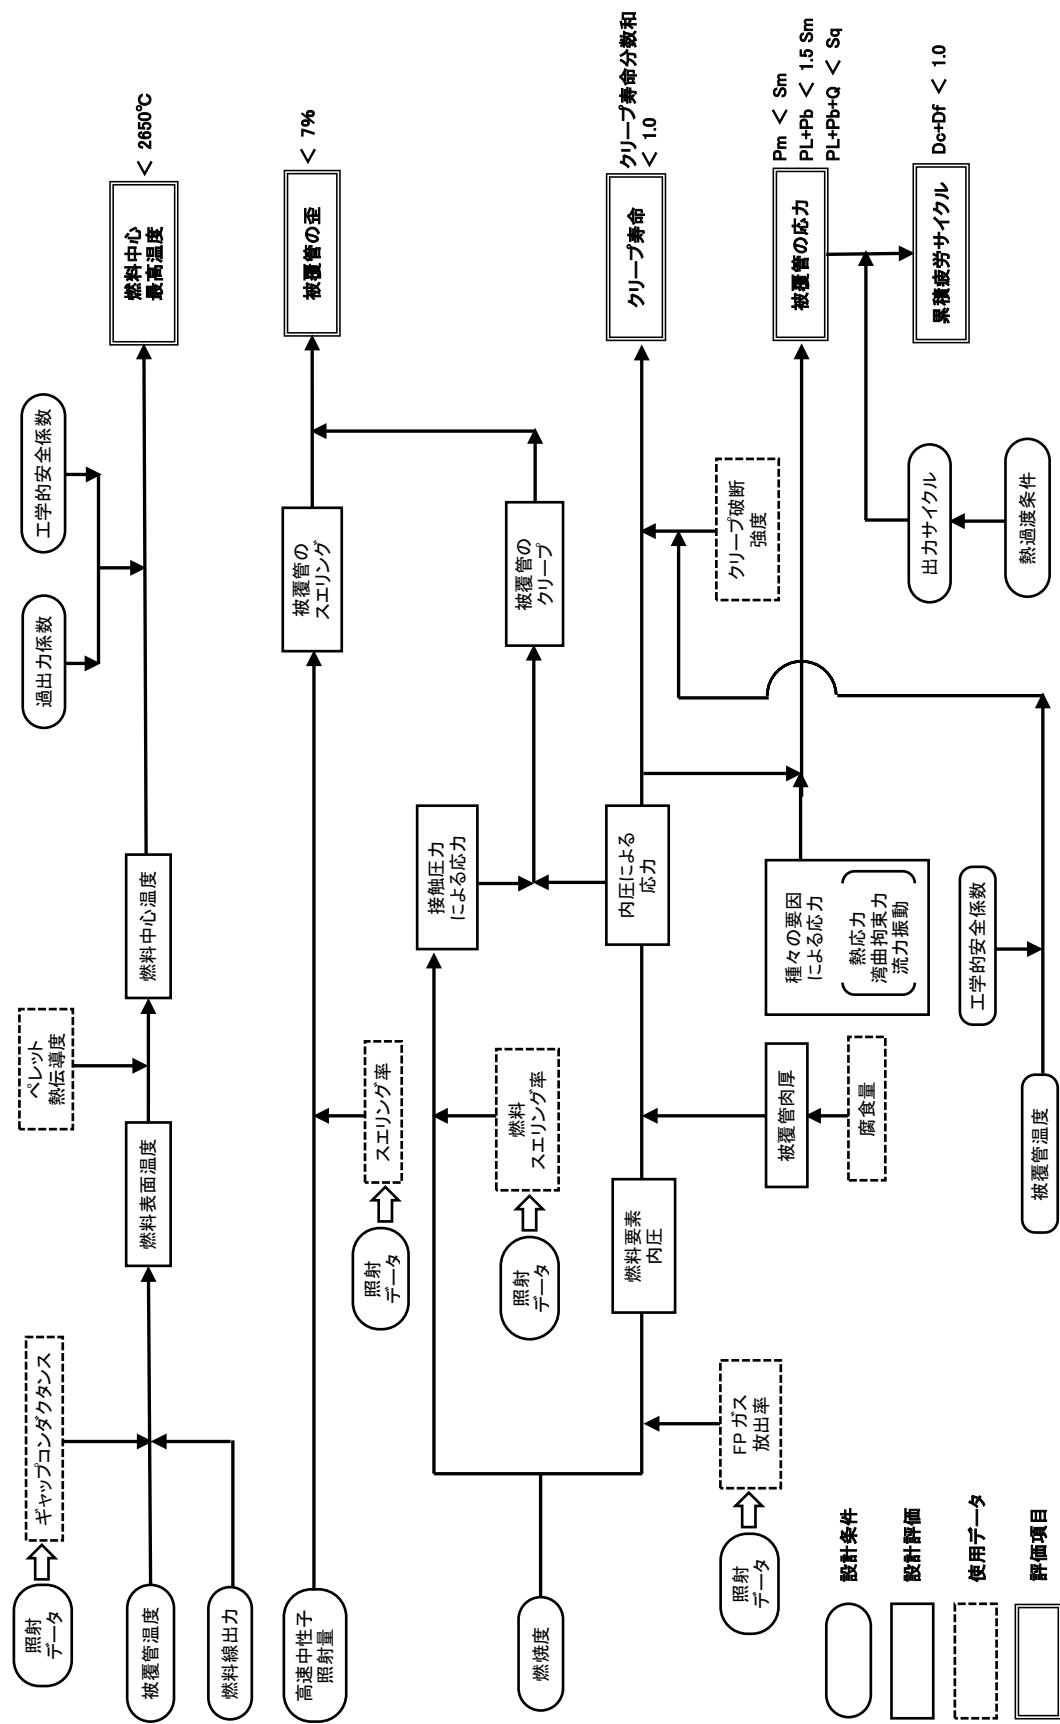 照射
データ
ギャップコンダクタンス
被覆管温度
燃料線出力
燃料表面温度
ペレット
熱伝導度
燃料中心温度
過出力係数
工学的安全係数
燃料中心
最高温度
< 2650℃
高速中性子
照射量
照射
データ
スエリング率
被覆管の
スエリング
被覆管の歪
< 7%
燃焼度
照射
データ
燃料
スエリング率
接触圧力
による応力
被覆管の
クリープ
照射
データ
FPガス
放出率
燃料要素
内圧
内圧による
応力
クリープ破断
強度
クリープ寿命
クリープ寿命分数和
< 1.0
腐食量
被覆管肉厚
種々の要因
による応力
熱応力
湾曲拘束力
流力振動
被覆管の応力
Pm < Sm
PL+Pb < 1.5 Sm
PL+Pb+Q < Sq
被覆管温度
工学的安全係数
熱過渡条件
出力サイクル
累積疲労サイクル
Dc+Df < 1.0
設計条件
設計評価
使用データ
評価項目